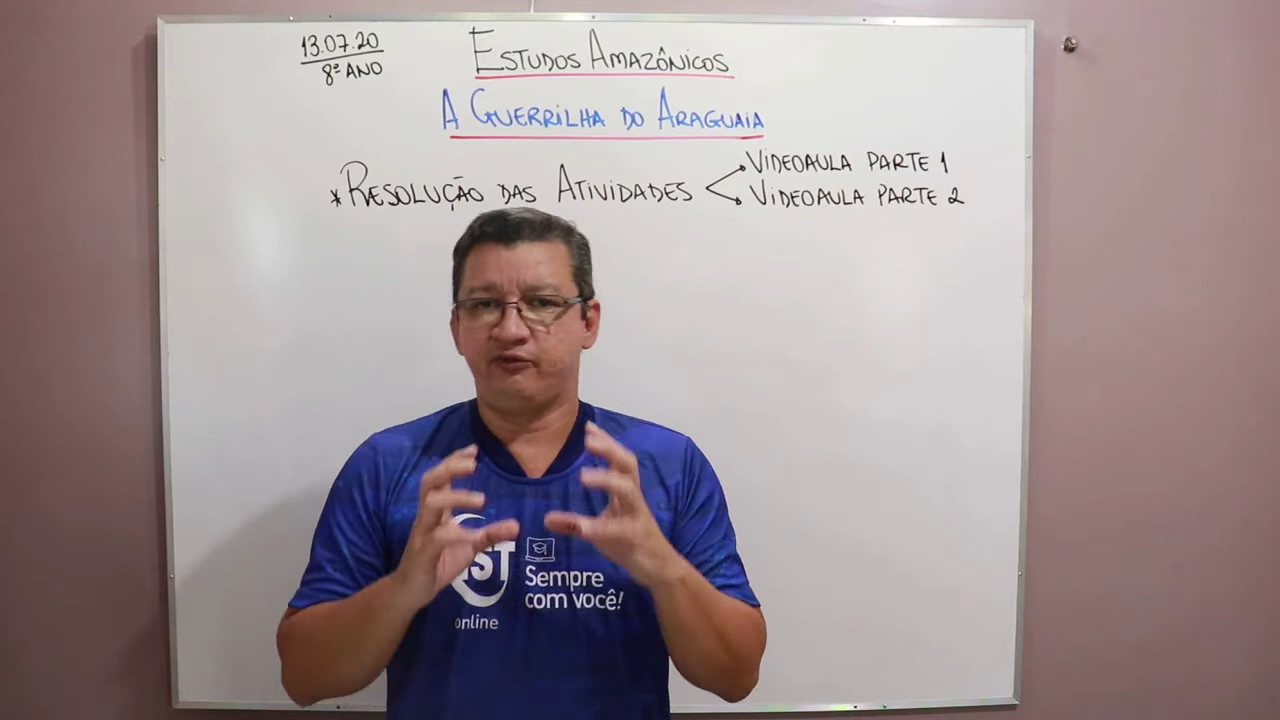 13.07.20
8º ANO
ESTUDOS AMAZÔNICOS
A GUERRILHA DO ARAGUAIA
* RESOLUÇÃO DAS ATIVIDADES
VIDEOAULA PARTE 1
VIDEOAULA PARTE 2
Sempre
com você!
online